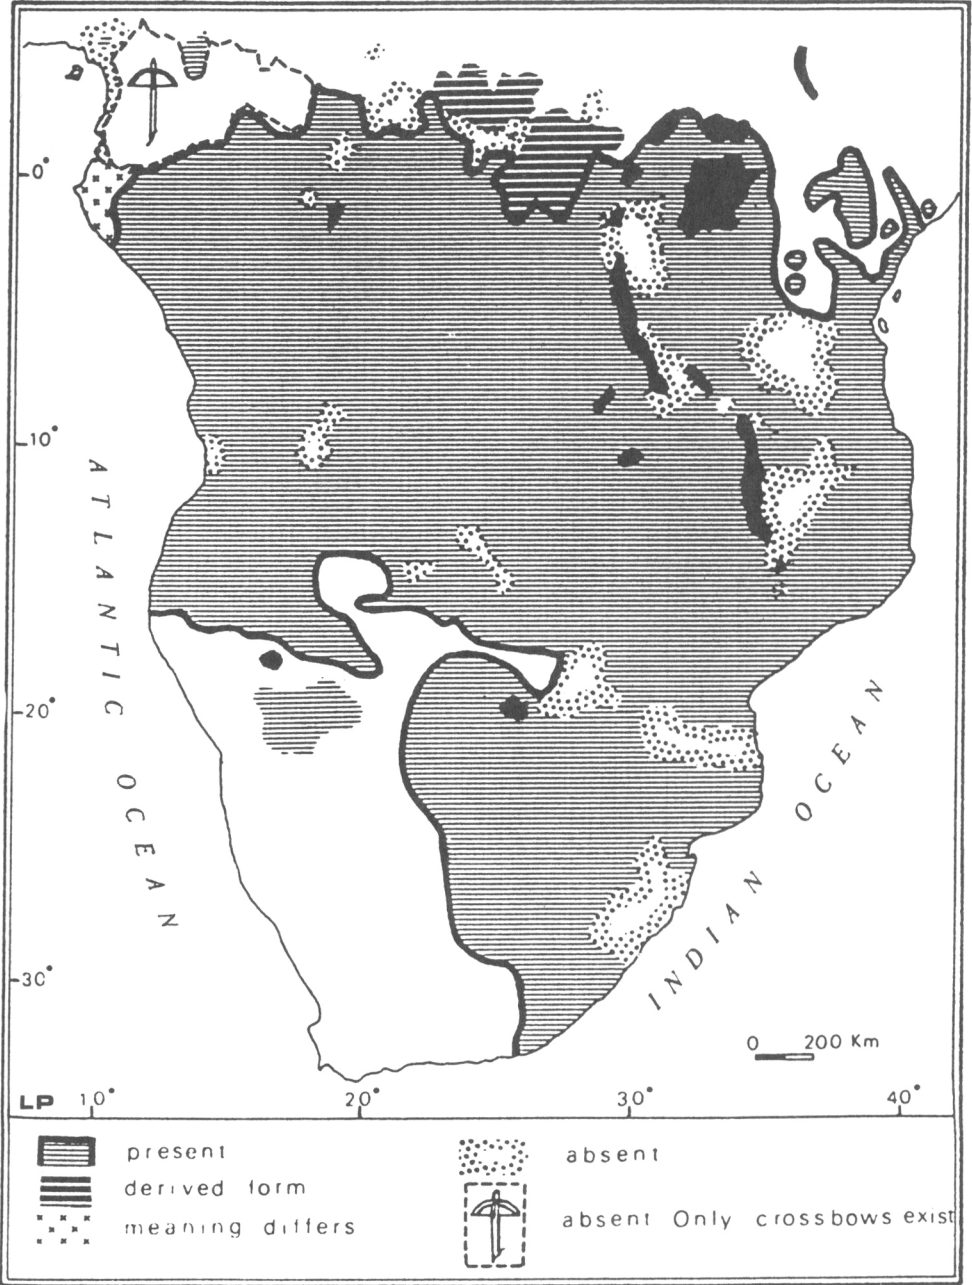 0°
10°
20°
30°
ATLANTIC OCEAN
INDIAN OCEAN
0 200 Km
LP 10° 20° 30° 40°
present
derived form
meaning differs
absent
absent Only crossbows exist